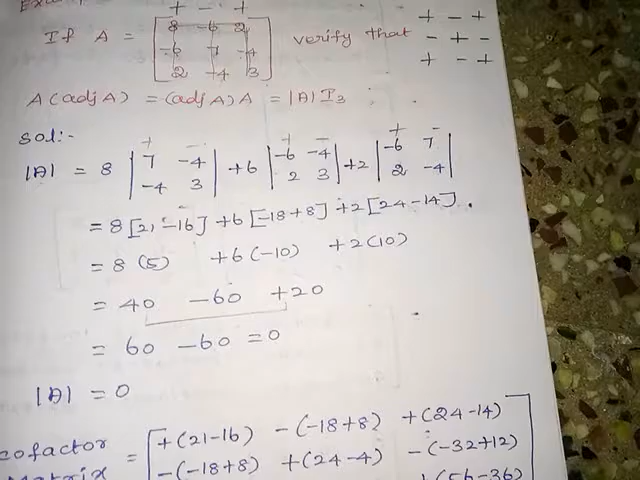 + - +
If A = [ 8 -6 2 verify that + - +
-6 7 -4 - + -
2 -4 3 ] + - +
A(adj A) = (adj A)A = |A| I₃ ;
Sol:-
|A| = 8 | 7 -4 | +6 | -6 -4 | +2 | -6 7 |
| -4 3 | | 2 3 | | 2 -4 |
= 8[21-16] +6[-18+8] +2[24-14].
= 8(5) +6(-10) +2(10)
= 40 -60 +20
= 60 -60 = 0
|A| = 0
cofactor = [ +(21-16) -(-18+8) +(24-14)
-(-18+8) +(24-4) -(-32+12)
+(56-36) ]